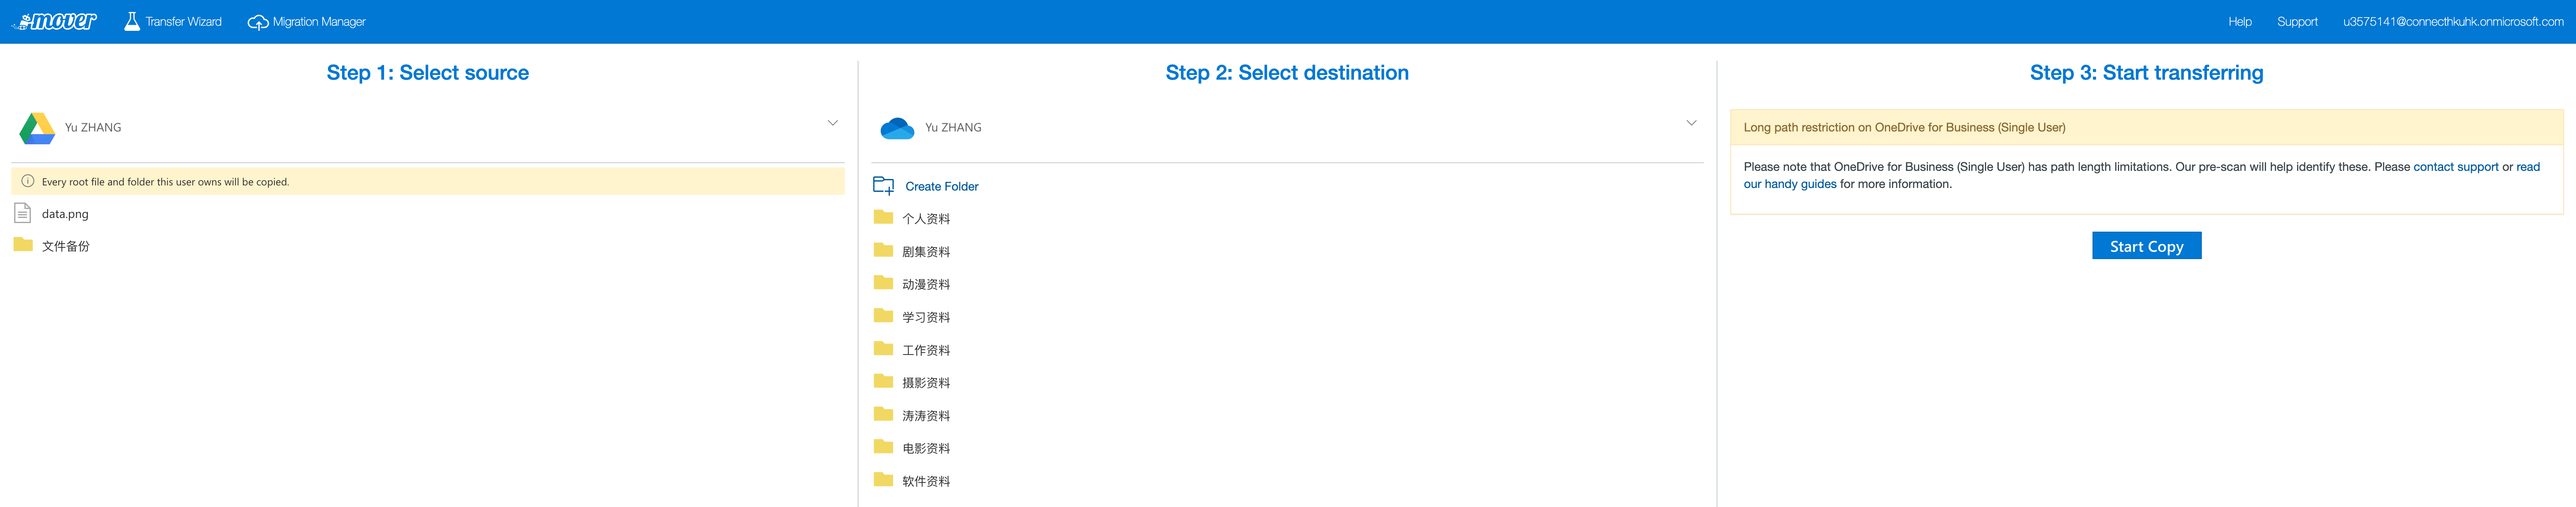 mover Transfer Wizard Migration Manager Help Support u3575141@connecthkuhk.onmicrosoft.com
Step 1: Select source
Yu ZHANG
Every root file and folder this user owns will be copied.
data.png
文件备份
Step 2: Select destination
Yu ZHANG
Create Folder
个人资料
剧集资料
动漫资料
学习资料
工作资料
摄影资料
涛涛资料
电影资料
软件资料
Step 3: Start transferring
Long path restriction on OneDrive for Business (Single User)
Please note that OneDrive for Business (Single User) has path length limitations. Our pre-scan will help identify these. Please contact support or read
our handy guides for more information.
Start Copy